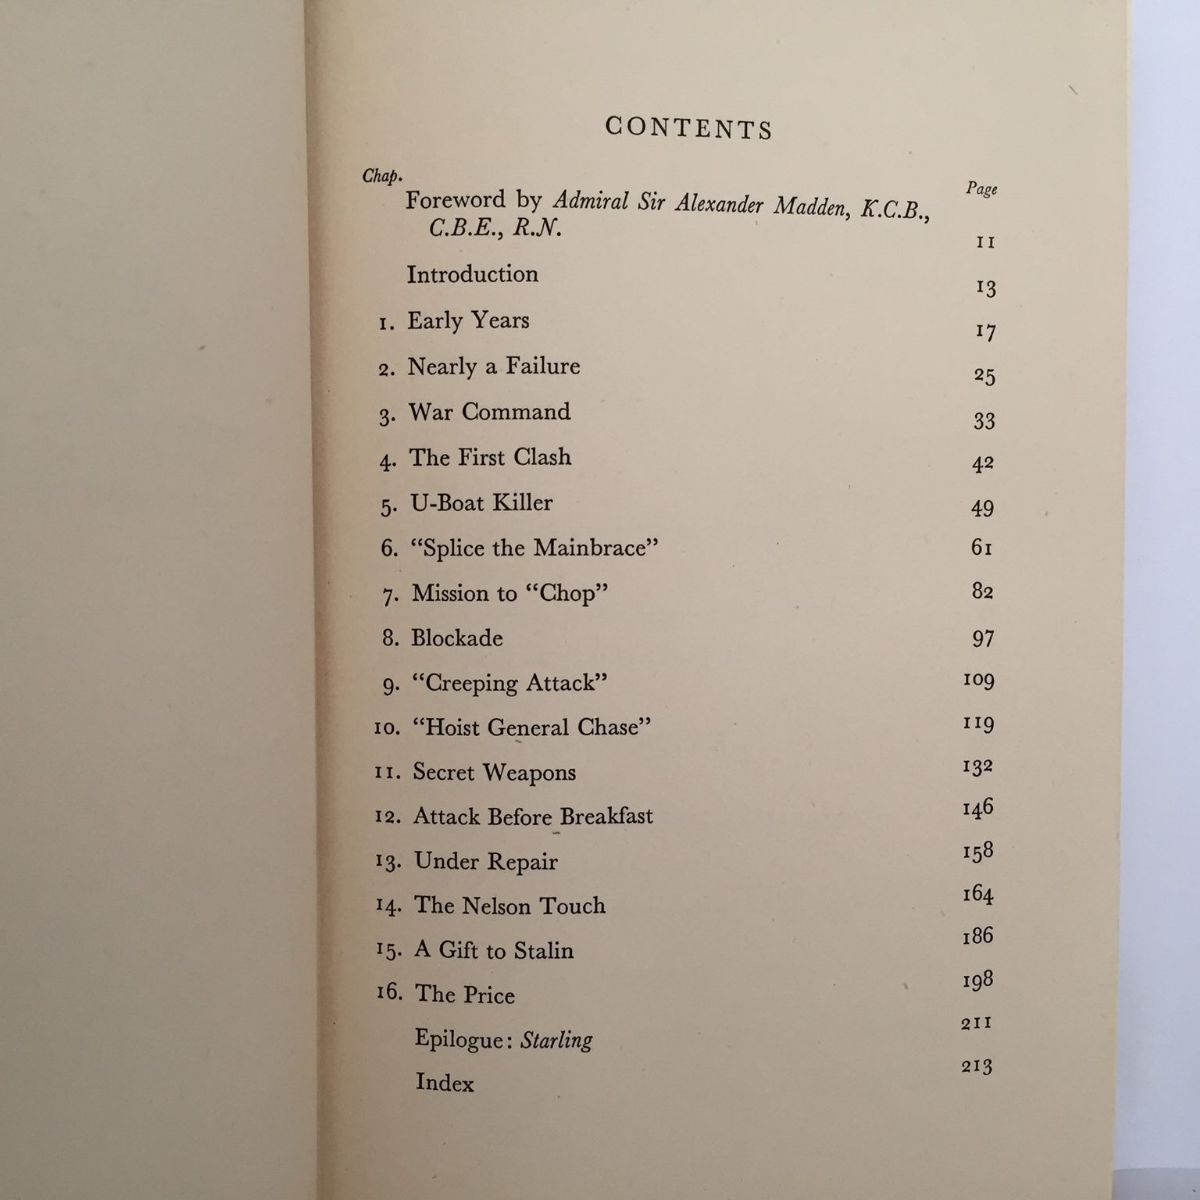 CONTENTS
Chap.
Page
Foreword by Admiral Sir Alexander Madden, K.C.B.,
C.B.E., R.N. 11
Introduction 13
1. Early Years 17
2. Nearly a Failure 25
3. War Command 33
4. The First Clash 42
5. U-Boat Killer 49
6. “Splice the Mainbrace” 61
7. Mission to “Chop” 82
8. Blockade 97
9. “Creeping Attack” 109
10. “Hoist General Chase” 119
11. Secret Weapons 132
12. Attack Before Breakfast 146
13. Under Repair 158
14. The Nelson Touch 164
15. A Gift to Stalin 186
16. The Price 198
Epilogue: Starling 211
Index 213